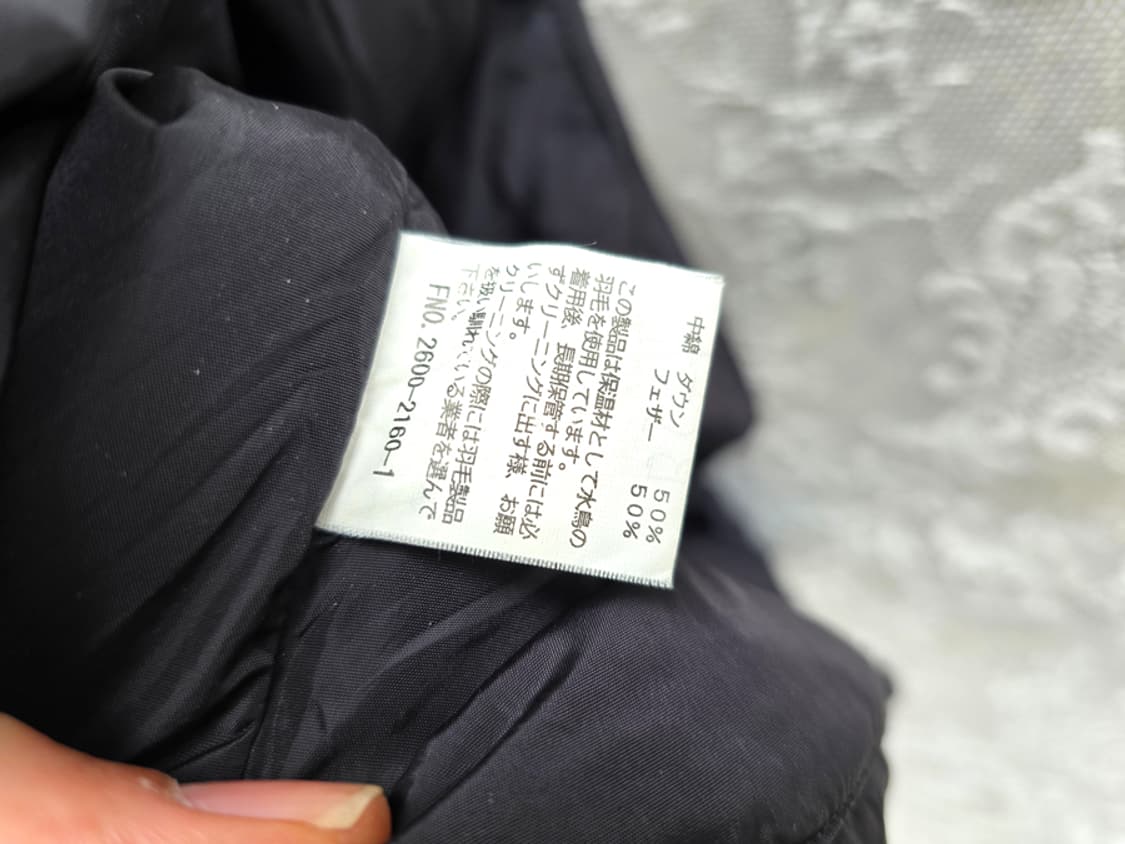 中綿 ダウン 50%
フェザー 50%
この製品は保温材として水鳥の
羽毛を使用しています。
着用後、長期保管する前には必
ずクリーニングに出す様、お願
いします。
クリーニングの際には羽毛製品
を扱い馴れている業者を選んで
下さい。
FNO. 2600-2160-1